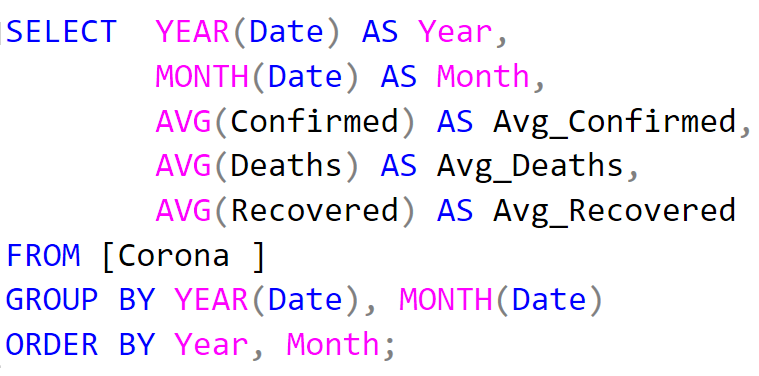 SELECT  YEAR(Date) AS Year,
        MONTH(Date) AS Month,
        AVG(Confirmed) AS Avg_Confirmed,
        AVG(Deaths) AS Avg_Deaths,
        AVG(Recovered) AS Avg_Recovered
FROM [Corona ]
GROUP BY YEAR(Date), MONTH(Date)
ORDER BY Year, Month;